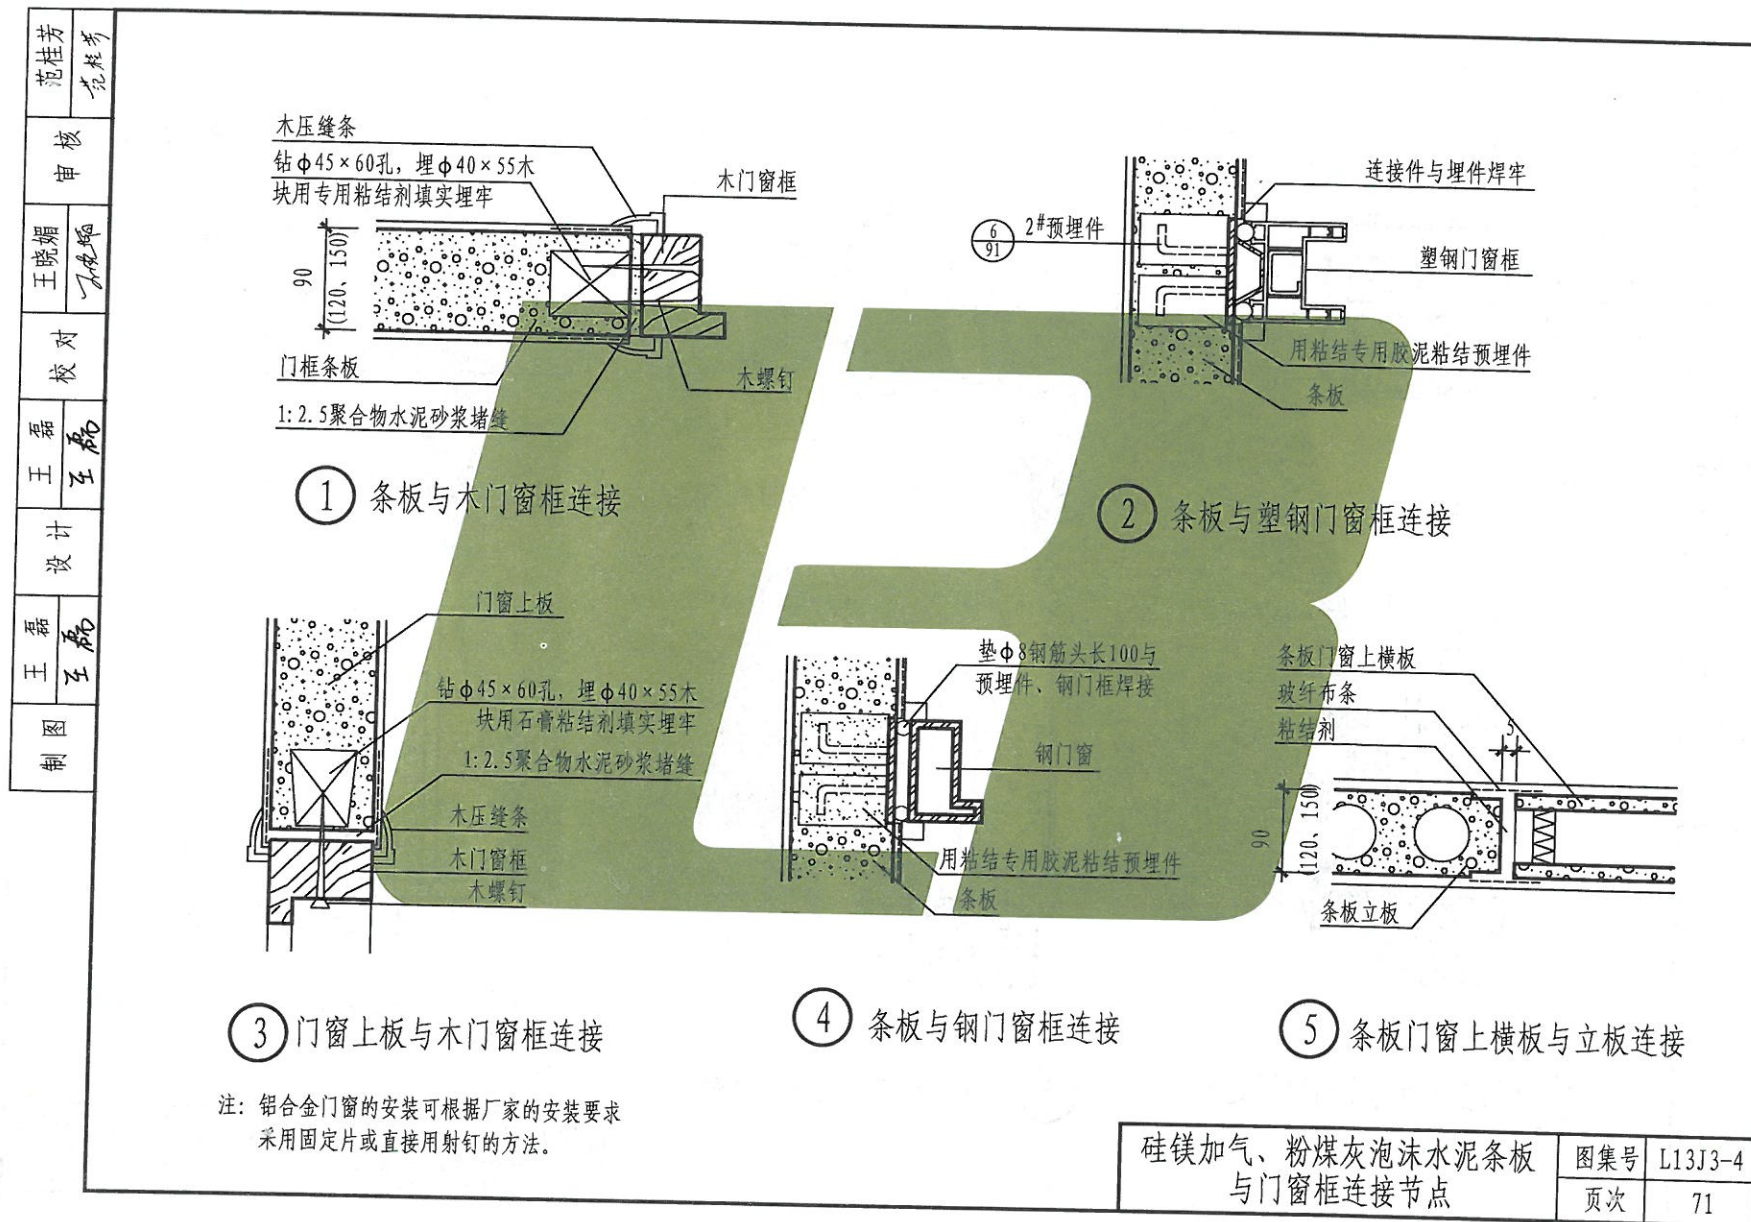 范桂芳
范桂芳
审核
王晓媚
王晓媚
校对
王磊
王磊
设计
王磊
王磊
制图
木压缝条
钻φ45×60孔，埋φ40×55木
块用专用粘结剂填实埋牢
木门窗框
90
(120、150)
门框条板
木螺钉
1:2.5聚合物水泥砂浆堵缝
① 条板与木门窗框连接
连接件与埋件焊牢
6
91
2#预埋件
塑钢门窗框
用粘结专用胶泥粘结预埋件
条板
② 条板与塑钢门窗框连接
门窗上板
钻φ45×60孔，埋φ40×55木
块用石膏粘结剂填实埋牢
1:2.5聚合物水泥砂浆堵缝
木压缝条
木门窗框
木螺钉
③ 门窗上板与木门窗框连接
垫φ8钢筋头长100与
预埋件、钢门框焊接
钢门窗
用粘结专用胶泥粘结预埋件
条板
④ 条板与钢门窗框连接
条板门窗上横板
玻纤布条
粘结剂
5
90
(120、150)
条板立板
⑤ 条板门窗上横板与立板连接
注：铝合金门窗的安装可根据厂家的安装要求
采用固定片或直接用射钉的方法。
硅镁加气、粉煤灰泡沫水泥条板
与门窗框连接节点
图集号 L13J3-4
页次 71